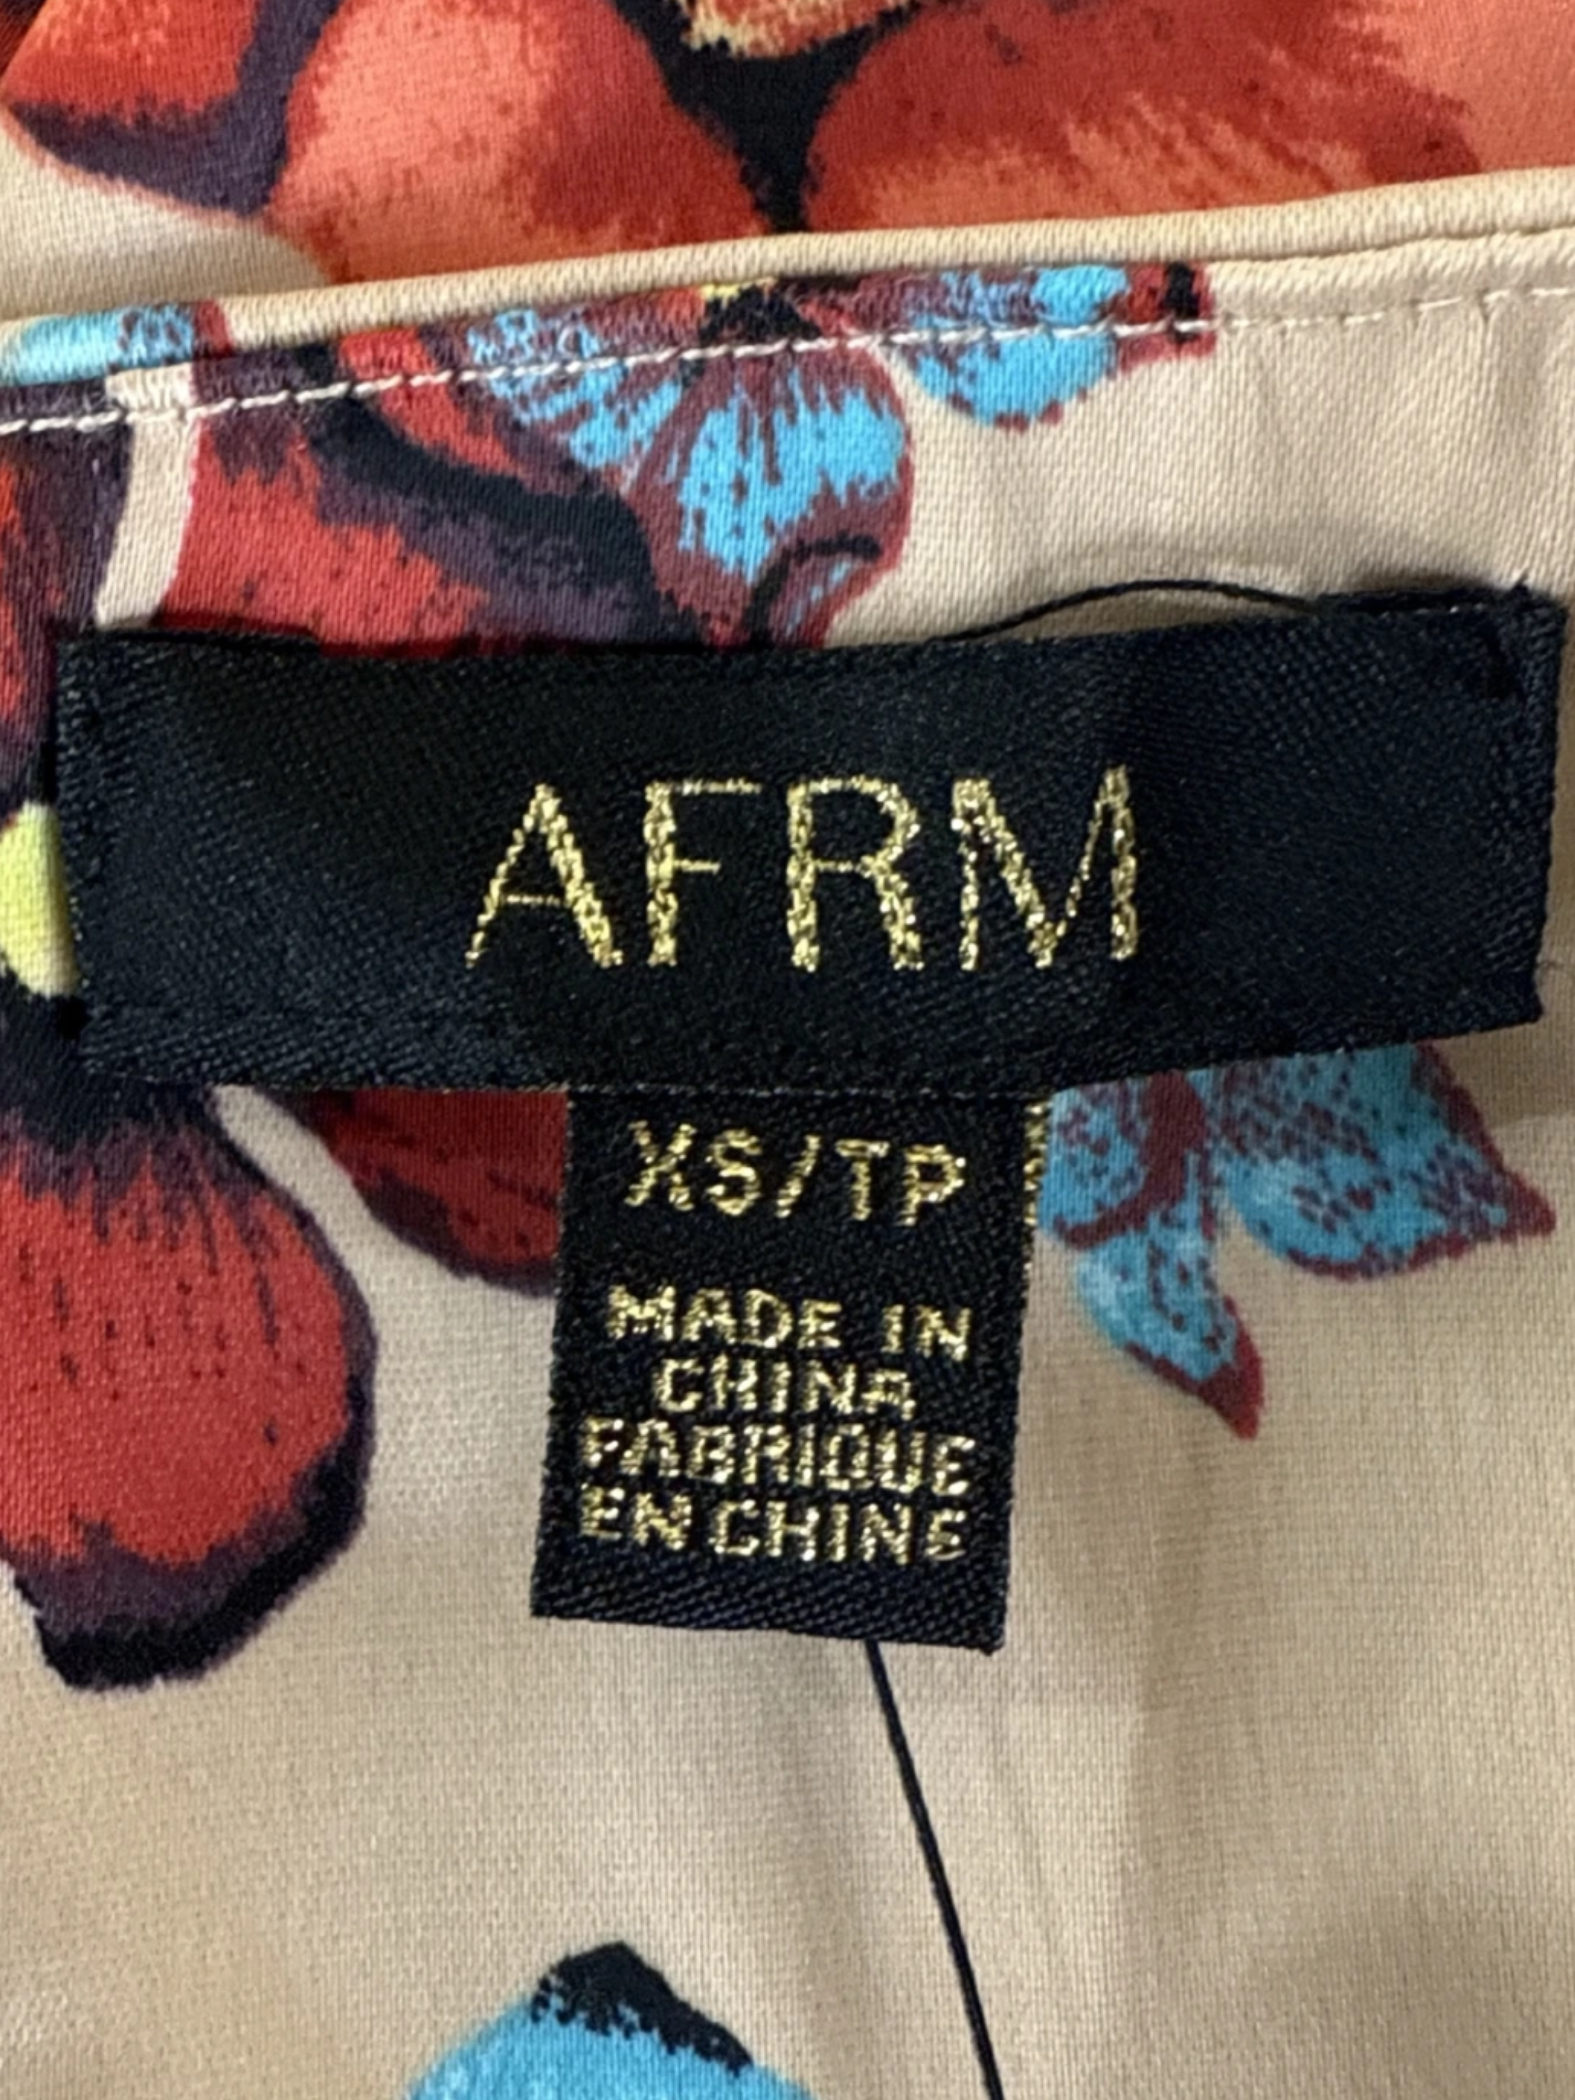 AFRM
XS/TP
MADE IN
CHINA
FABRIQUE
EN CHINE